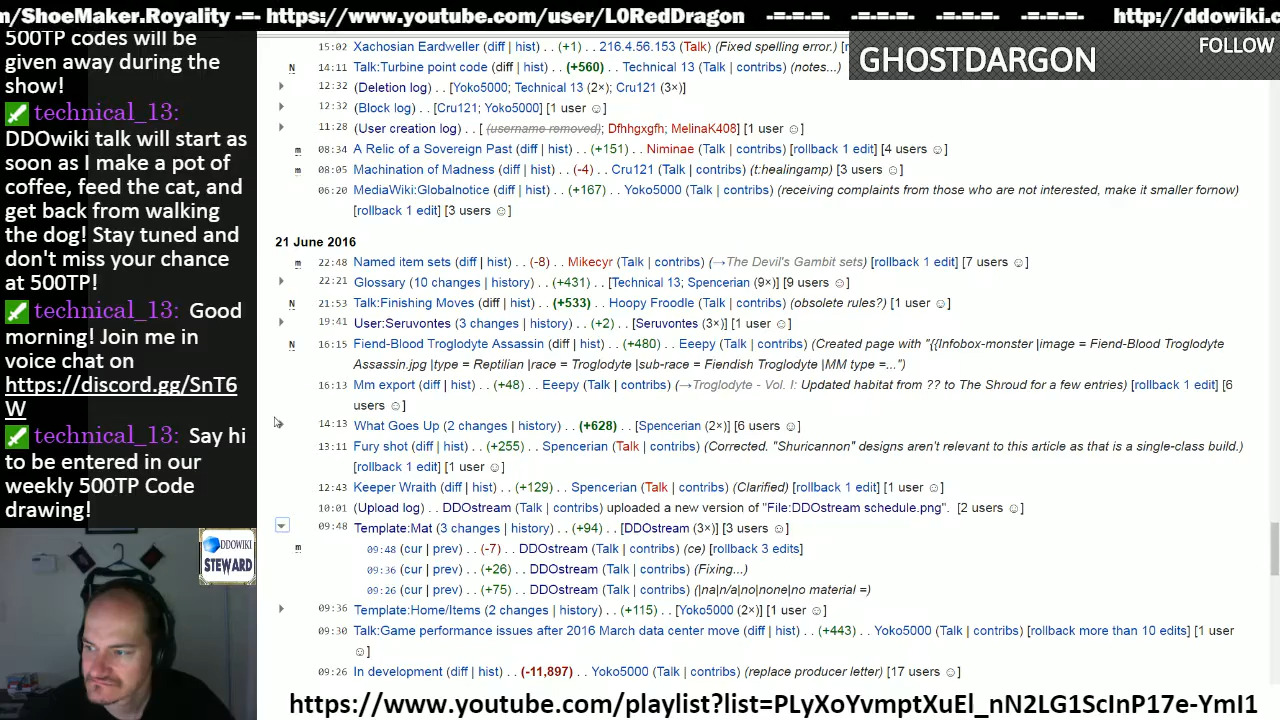 n/ShoeMaker.Royality -=- https://www.youtube.com/user/L0RedDragon -=-=-=- -=-=-=- -=-=-=- -=-=-=- http://ddowiki.c
500TP codes will be
given away during the
show!
technical_13:
DDOwiki talk will start as
soon as I make a pot of
coffee, feed the cat, and
get back from walking
the dog! Stay tuned and
don't miss your chance
at 500TP!
technical_13: Good
morning! Join me in
voice chat on
https://discord.gg/SnT6
W
technical_13: Say hi
to be entered in our
weekly 500TP Code
drawing!
DDOWIKI
STEWARD
GHOSTDARGON
FOLLOW
15:02 Xachosian Eardweller (diff | hist) . . (+1) . . 216.4.56.153 (Talk) (Fixed spelling error.) [r
N 14:11 Talk:Turbine point code (diff | hist) . . (+560) . . Technical 13 (Talk | contribs) (notes...)
12:32 (Deletion log) . . [Yoko5000; Technical 13 (2×); Cru121 (3×)]
12:32 (Block log) . . [Cru121; Yoko5000] [1 user ☺]
11:28 (User creation log) . . [ (username removed); Dfhhgxgfh; MelinaK408] [1 user ☺]
m 08:34 A Relic of a Sovereign Past (diff | hist) . . (+151) . . Niminae (Talk | contribs) [rollback 1 edit] [4 users ☺]
m 08:05 Machination of Madness (diff | hist) . . (-4) . . Cru121 (Talk | contribs) (t:healingamp) [3 users ☺]
06:20 MediaWiki:Globalnotice (diff | hist) . . (+167) . . Yoko5000 (Talk | contribs) (receiving complaints from those who are not interested, make it smaller fornow)
[rollback 1 edit] [3 users ☺]
21 June 2016
m 22:48 Named item sets (diff | hist) . . (-8) . . Mikecyr (Talk | contribs) (→The Devil's Gambit sets) [rollback 1 edit] [7 users ☺]
22:21 Glossary (10 changes | history) . . (+431) . . [Technical 13; Spencerian (9×)] [9 users ☺]
N 21:53 Talk:Finishing Moves (diff | hist) . . (+533) . . Hoopy Froodle (Talk | contribs) (obsolete rules?) [1 user ☺]
19:41 User:Seruvontes (3 changes | history) . . (+2) . . [Seruvontes (3×)] [1 user ☺]
N 16:15 Fiend-Blood Troglodyte Assassin (diff | hist) . . (+480) . . Eeepy (Talk | contribs) (Created page with "{{Infobox-monster |image = Fiend-Blood Troglodyte
Assassin.jpg |type = Reptilian |race = Troglodyte |sub-race = Fiendish Troglodyte |MM type =...")
16:13 Mm export (diff | hist) . . (+48) . . Eeepy (Talk | contribs) (→Troglodyte - Vol. I: Updated habitat from ?? to The Shroud for a few entries) [rollback 1 edit] [6
users ☺]
14:13 What Goes Up (2 changes | history) . . (+628) . . [Spencerian (2×)] [6 users ☺]
13:11 Fury shot (diff | hist) . . (+255) . . Spencerian (Talk | contribs) (Corrected. "Shuricannon" designs aren't relevant to this article as that is a single-class build.)
[rollback 1 edit] [1 user ☺]
12:43 Keeper Wraith (diff | hist) . . (+129) . . Spencerian (Talk | contribs) (Clarified) [rollback 1 edit] [1 user ☺]
10:01 (Upload log) . . DDOstream (Talk | contribs) uploaded a new version of "File:DDOstream schedule.png". [2 users ☺]
09:48 Template:Mat (3 changes | history) . . (+94) . . [DDOstream (3×)] [3 users ☺]
m 09:48 (cur | prev) . . (-7) . . DDOstream (Talk | contribs) (ce) [rollback 3 edits]
09:36 (cur | prev) . . (+26) . . DDOstream (Talk | contribs) (Fixing...)
09:26 (cur | prev) . . (+75) . . DDOstream (Talk | contribs) (|na|n/a|no|none|no material =)
09:36 Template:Home/Items (2 changes | history) . . (+115) . . [Yoko5000 (2×)] [1 user ☺]
09:30 Talk:Game performance issues after 2016 March data center move (diff | hist) . . (+443) . . Yoko5000 (Talk | contribs) [rollback more than 10 edits] [1 user
☺]
09:26 In development (diff | hist) . . (-11,897) . . Yoko5000 (Talk | contribs) (replace producer letter) [17 users ☺]
https://www.youtube.com/playlist?list=PLyXoYvmptXuEl_nN2LG1ScInP17e-YmI1